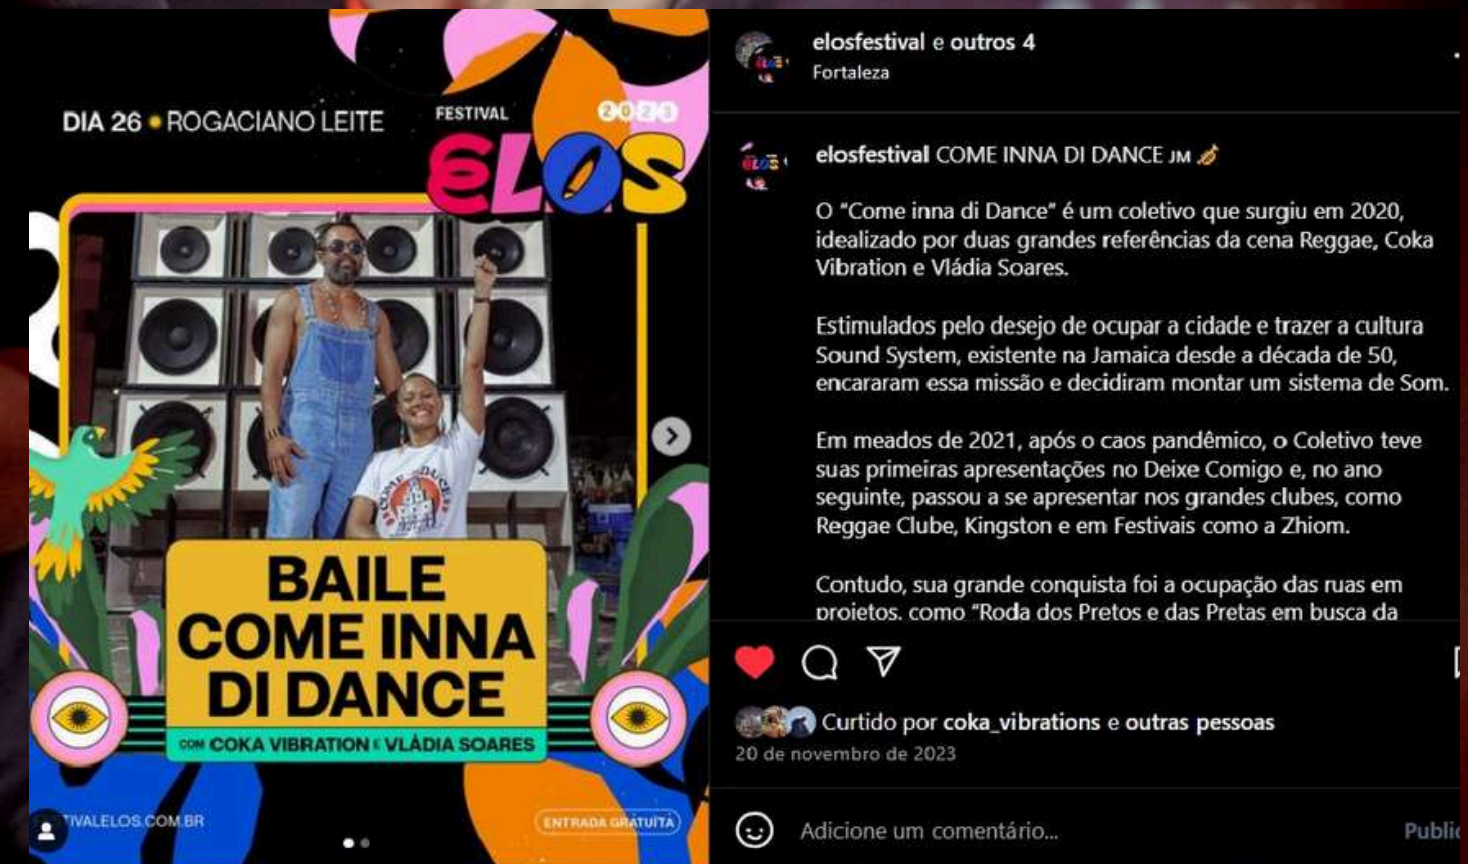 DIA 26 • ROGACIANO LEITE
FESTIVAL
2023
ELOS
BAILE
COME INNA
DI DANCE
COM COKA VIBRATION E VLÁDIA SOARES
TIVALELOS.COM.BR
ENTRADA GRATUITA
elosfestival e outros 4
Fortaleza
elosfestival COME INNA DI DANCE JM 🎺
O “Come inna di Dance” é um coletivo que surgiu em 2020,
idealizado por duas grandes referências da cena Reggae, Coka
Vibration e Vládia Soares.
Estimulados pelo desejo de ocupar a cidade e trazer a cultura
Sound System, existente na Jamaica desde a década de 50,
encararam essa missão e decidiram montar um sistema de Som.
Em meados de 2021, após o caos pandêmico, o Coletivo teve
suas primeiras apresentações no Deixe Comigo e, no ano
seguinte, passou a se apresentar nos grandes clubes, como
Reggae Clube, Kingston e em Festivais como a Zhiom.
Contudo, sua grande conquista foi a ocupação das ruas em
projetos, como “Roda dos Pretos e das Pretas em busca da
Curtido por coka_vibrations e outras pessoas
20 de novembro de 2023
Adicione um comentário...
Public